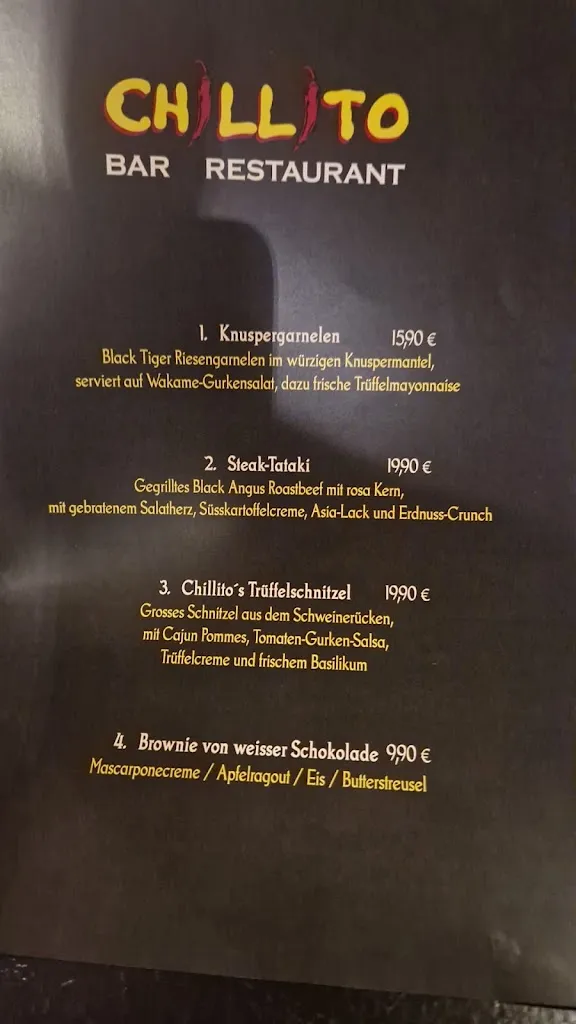 CHILLITO
BAR RESTAURANT
1. Knuspergarnelen 15,90 €
Black Tiger Riesengarnelen im würzigen Knuspermantel,
serviert auf Wakame-Gurkensalat, dazu frische Trüffelmayonnaise
2. Steak-Tataki 19,90 €
Gegrilltes Black Angus Roastbeef mit rosa Kern,
mit gebratenem Salatherz, Süsskartoffelcreme, Asia-Lack und Erdnuss-Crunch
3. Chillito´s Trüffelschnitzel 19,90 €
Grosses Schnitzel aus dem Schweinerücken,
mit Cajun Pommes, Tomaten-Gurken-Salsa,
Trüffelcreme und frischem Basilikum
4. Brownie von weisser Schokolade 9,90 €
Mascarponecreme / Apfelragout / Eis / Butterstreusel